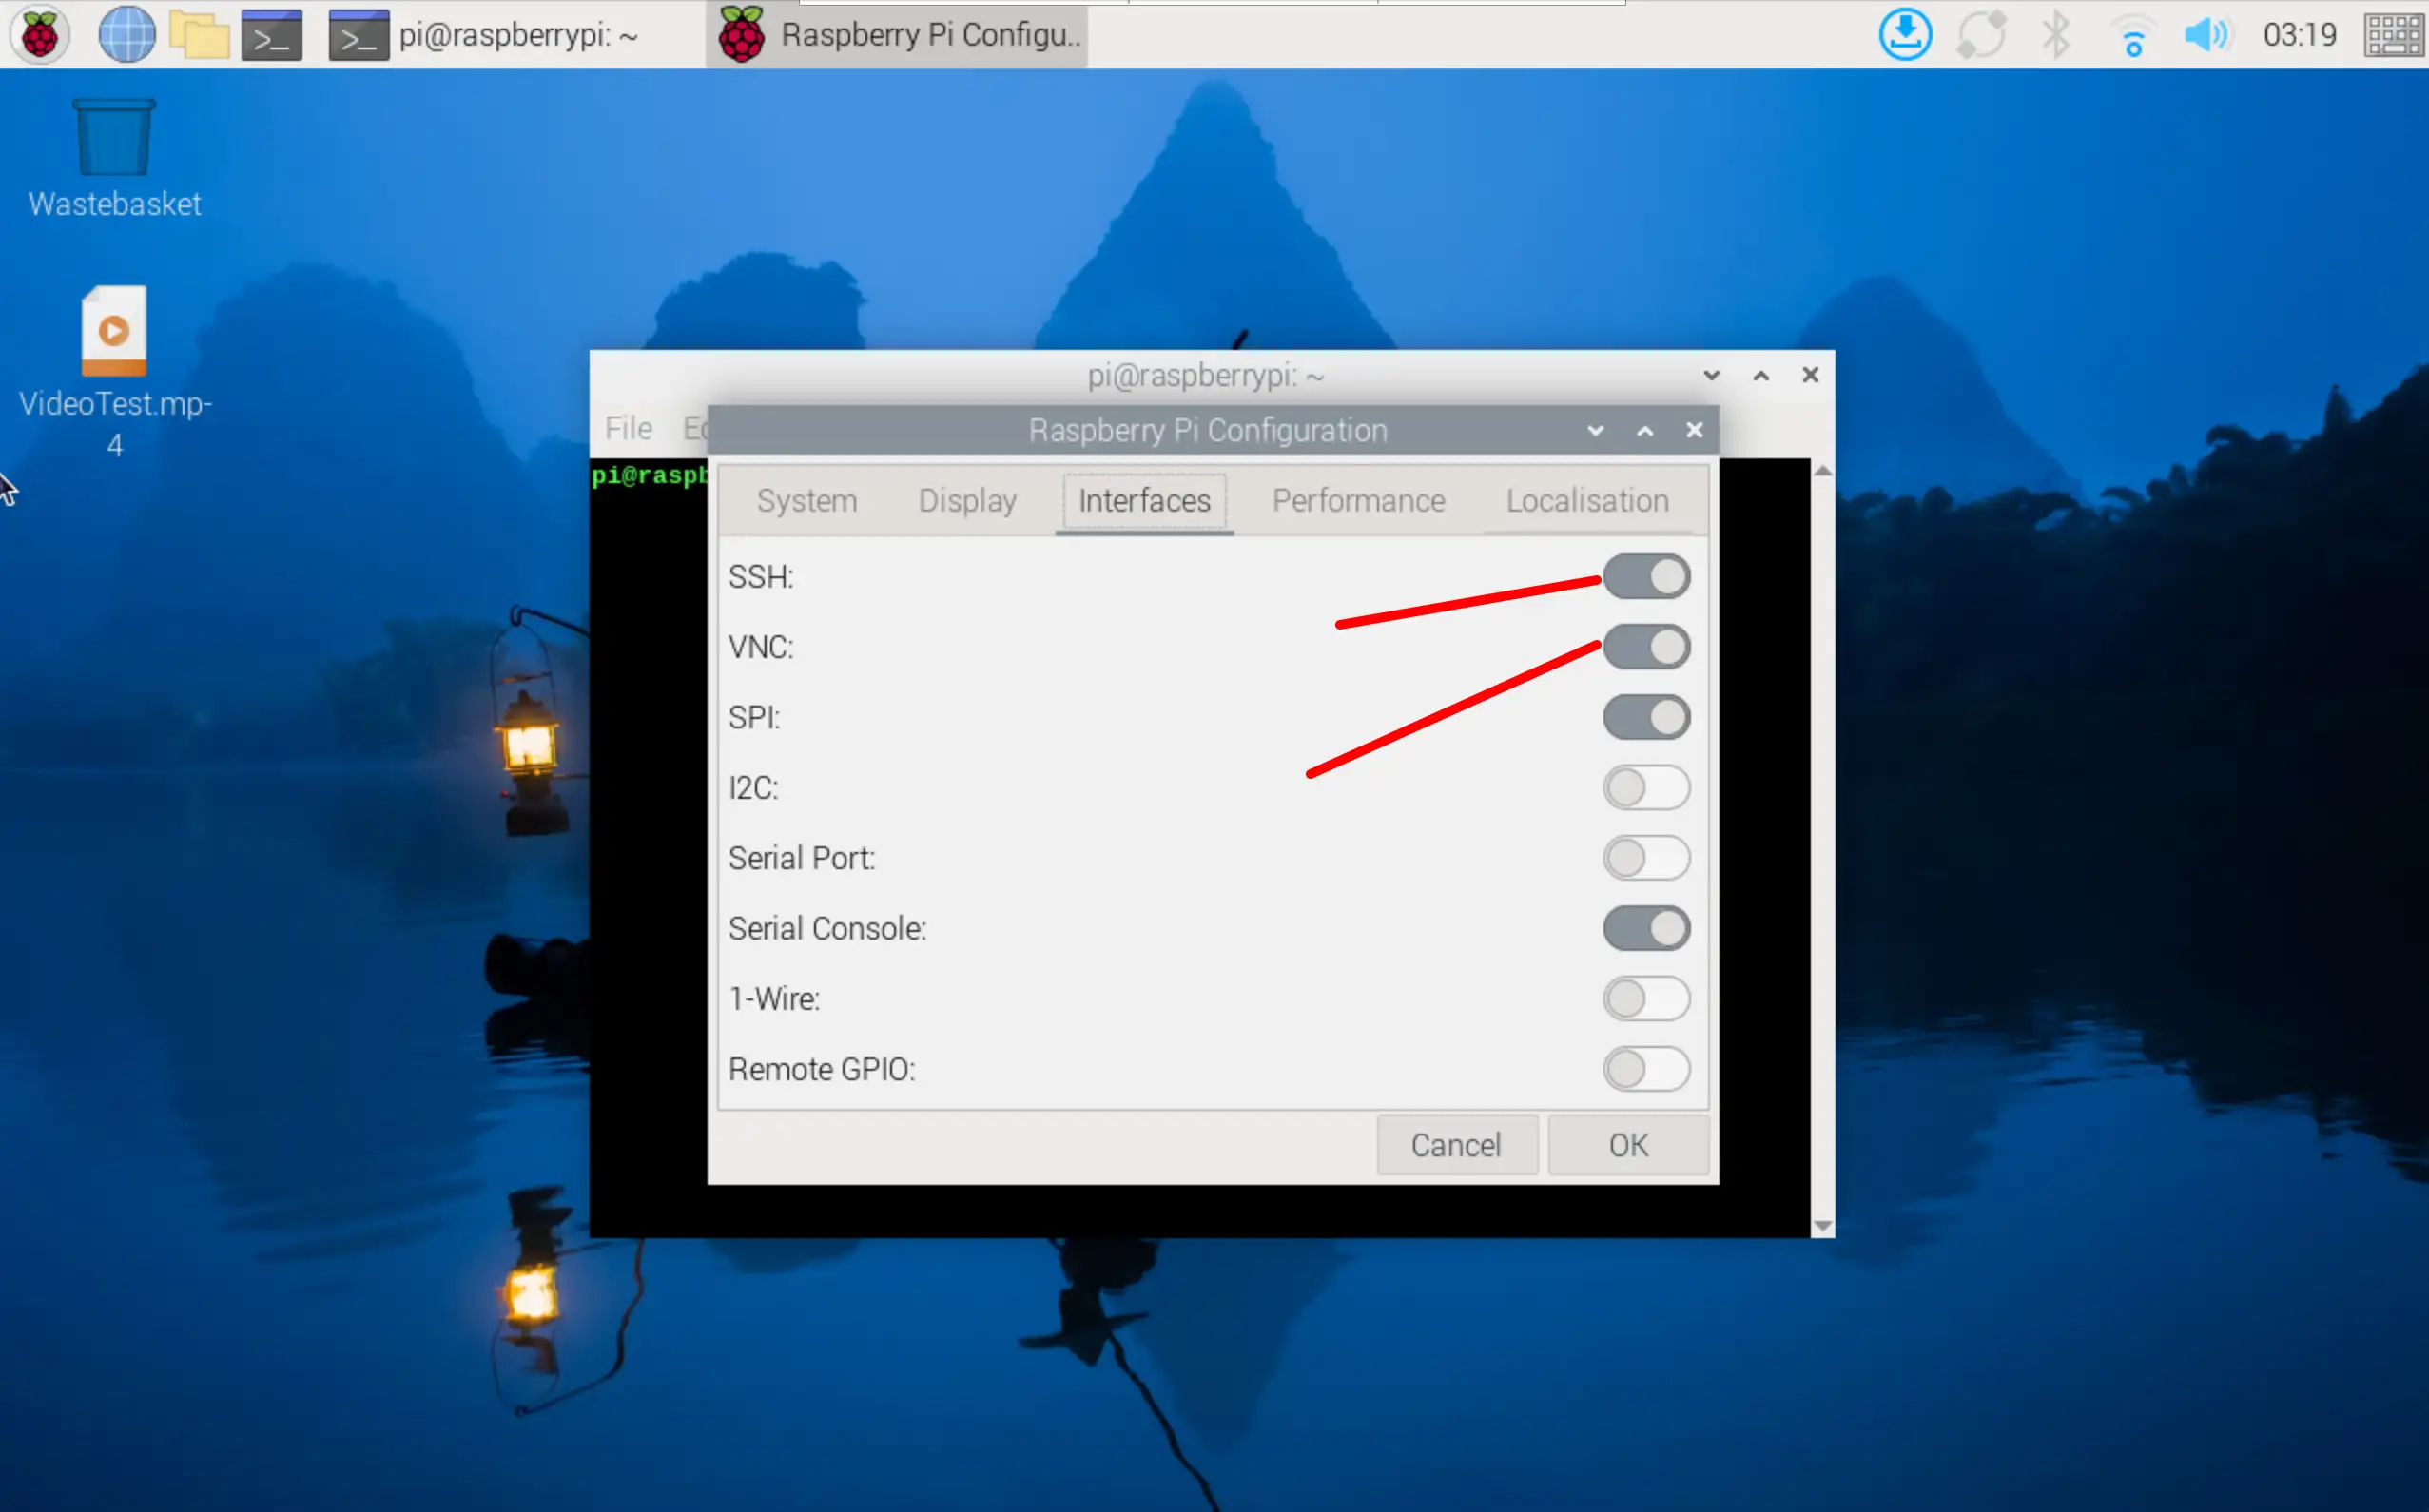 pi@raspberrypi: ~
Raspberry Pi Configu..
03:19
Wastebasket
VideoTest.mp-
4
pi@raspberrypi: ~
File
Raspberry Pi Configuration
pi@raspb
System Display Interfaces Performance Localisation
SSH:
VNC:
SPI:
I2C:
Serial Port:
Serial Console:
1-Wire:
Remote GPIO:
Cancel OK